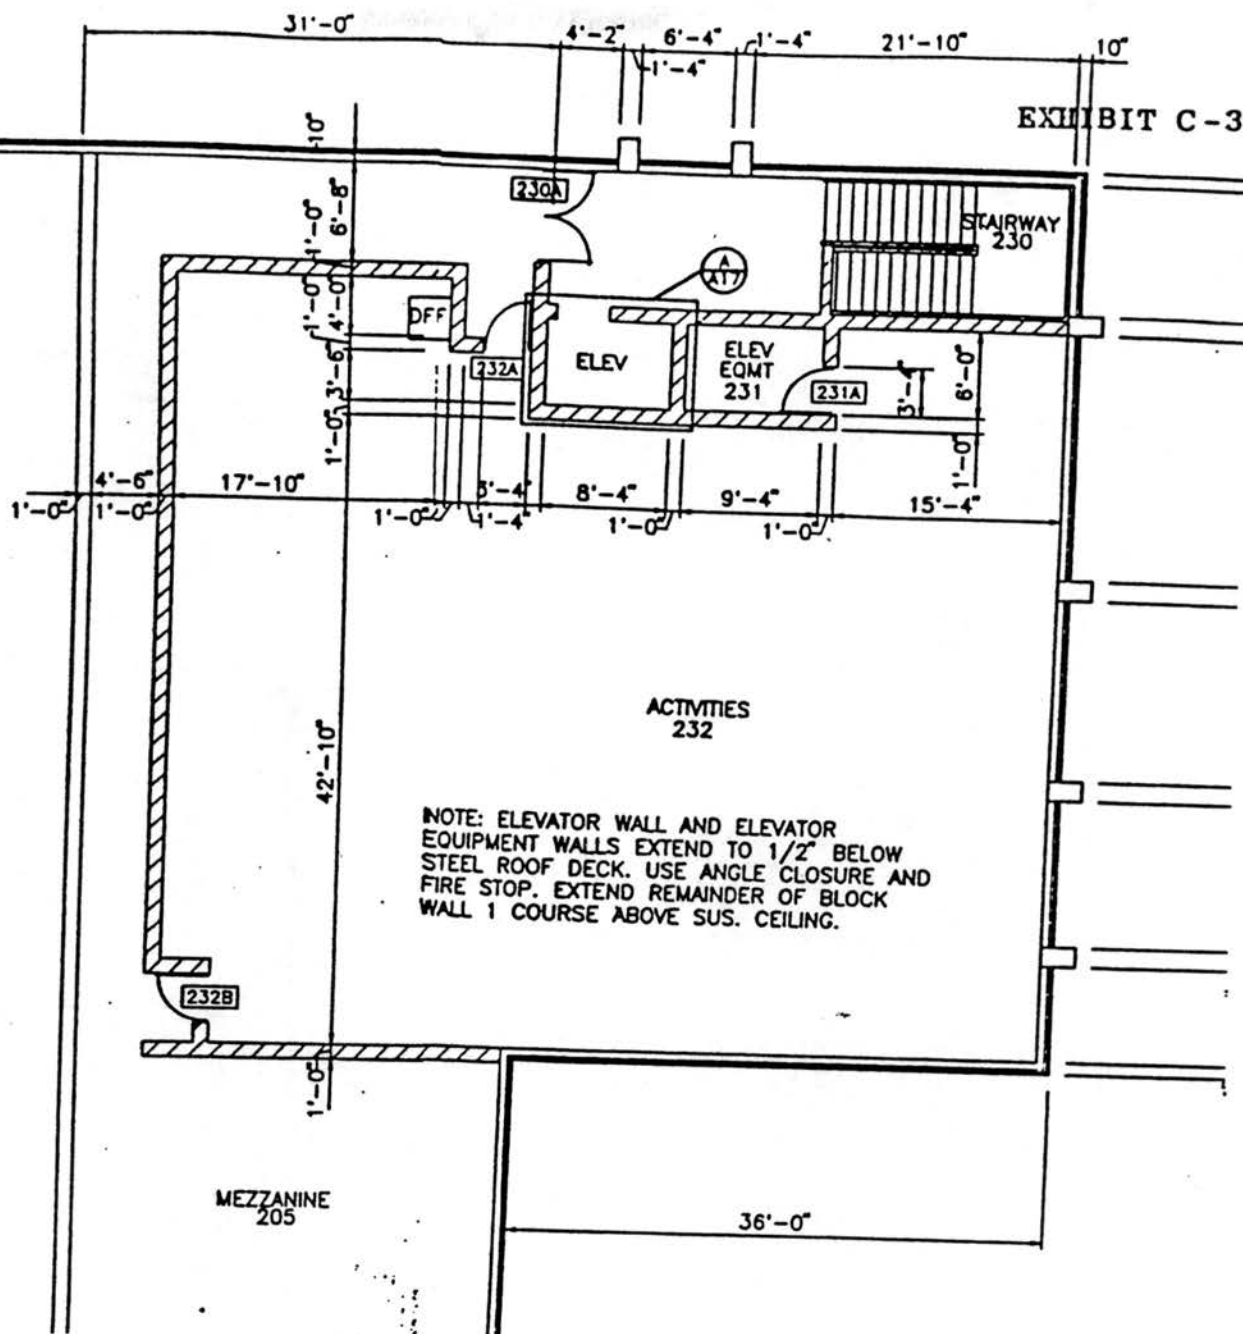 31'-0"
4'-2"
6'-4"
1'-4"
21'-10"
10"
1'-4"
EXHIBIT C-3
10"
230A
6'-8"
1'-0"
STAIRWAY
230
A
A17
1'-0"
4'-0"
DFF
ELEV
ELEV
EQMT
231
232A
231A
3'-4"
6'-0"
3'-6"
1'-0"
1'-0"
4'-6"
17'-10"
3'-4"
8'-4"
9'-4"
15'-4"
1'-0"
1'-0"
1'-0"
1'-4"
1'-0"
1'-0"
ACTIVITIES
232
42'-10"
NOTE: ELEVATOR WALL AND ELEVATOR
EQUIPMENT WALLS EXTEND TO 1/2" BELOW
STEEL ROOF DECK. USE ANGLE CLOSURE AND
FIRE STOP. EXTEND REMAINDER OF BLOCK
WALL 1 COURSE ABOVE SUS. CEILING.
232B
1'-0"
MEZZANINE
205
36'-0"